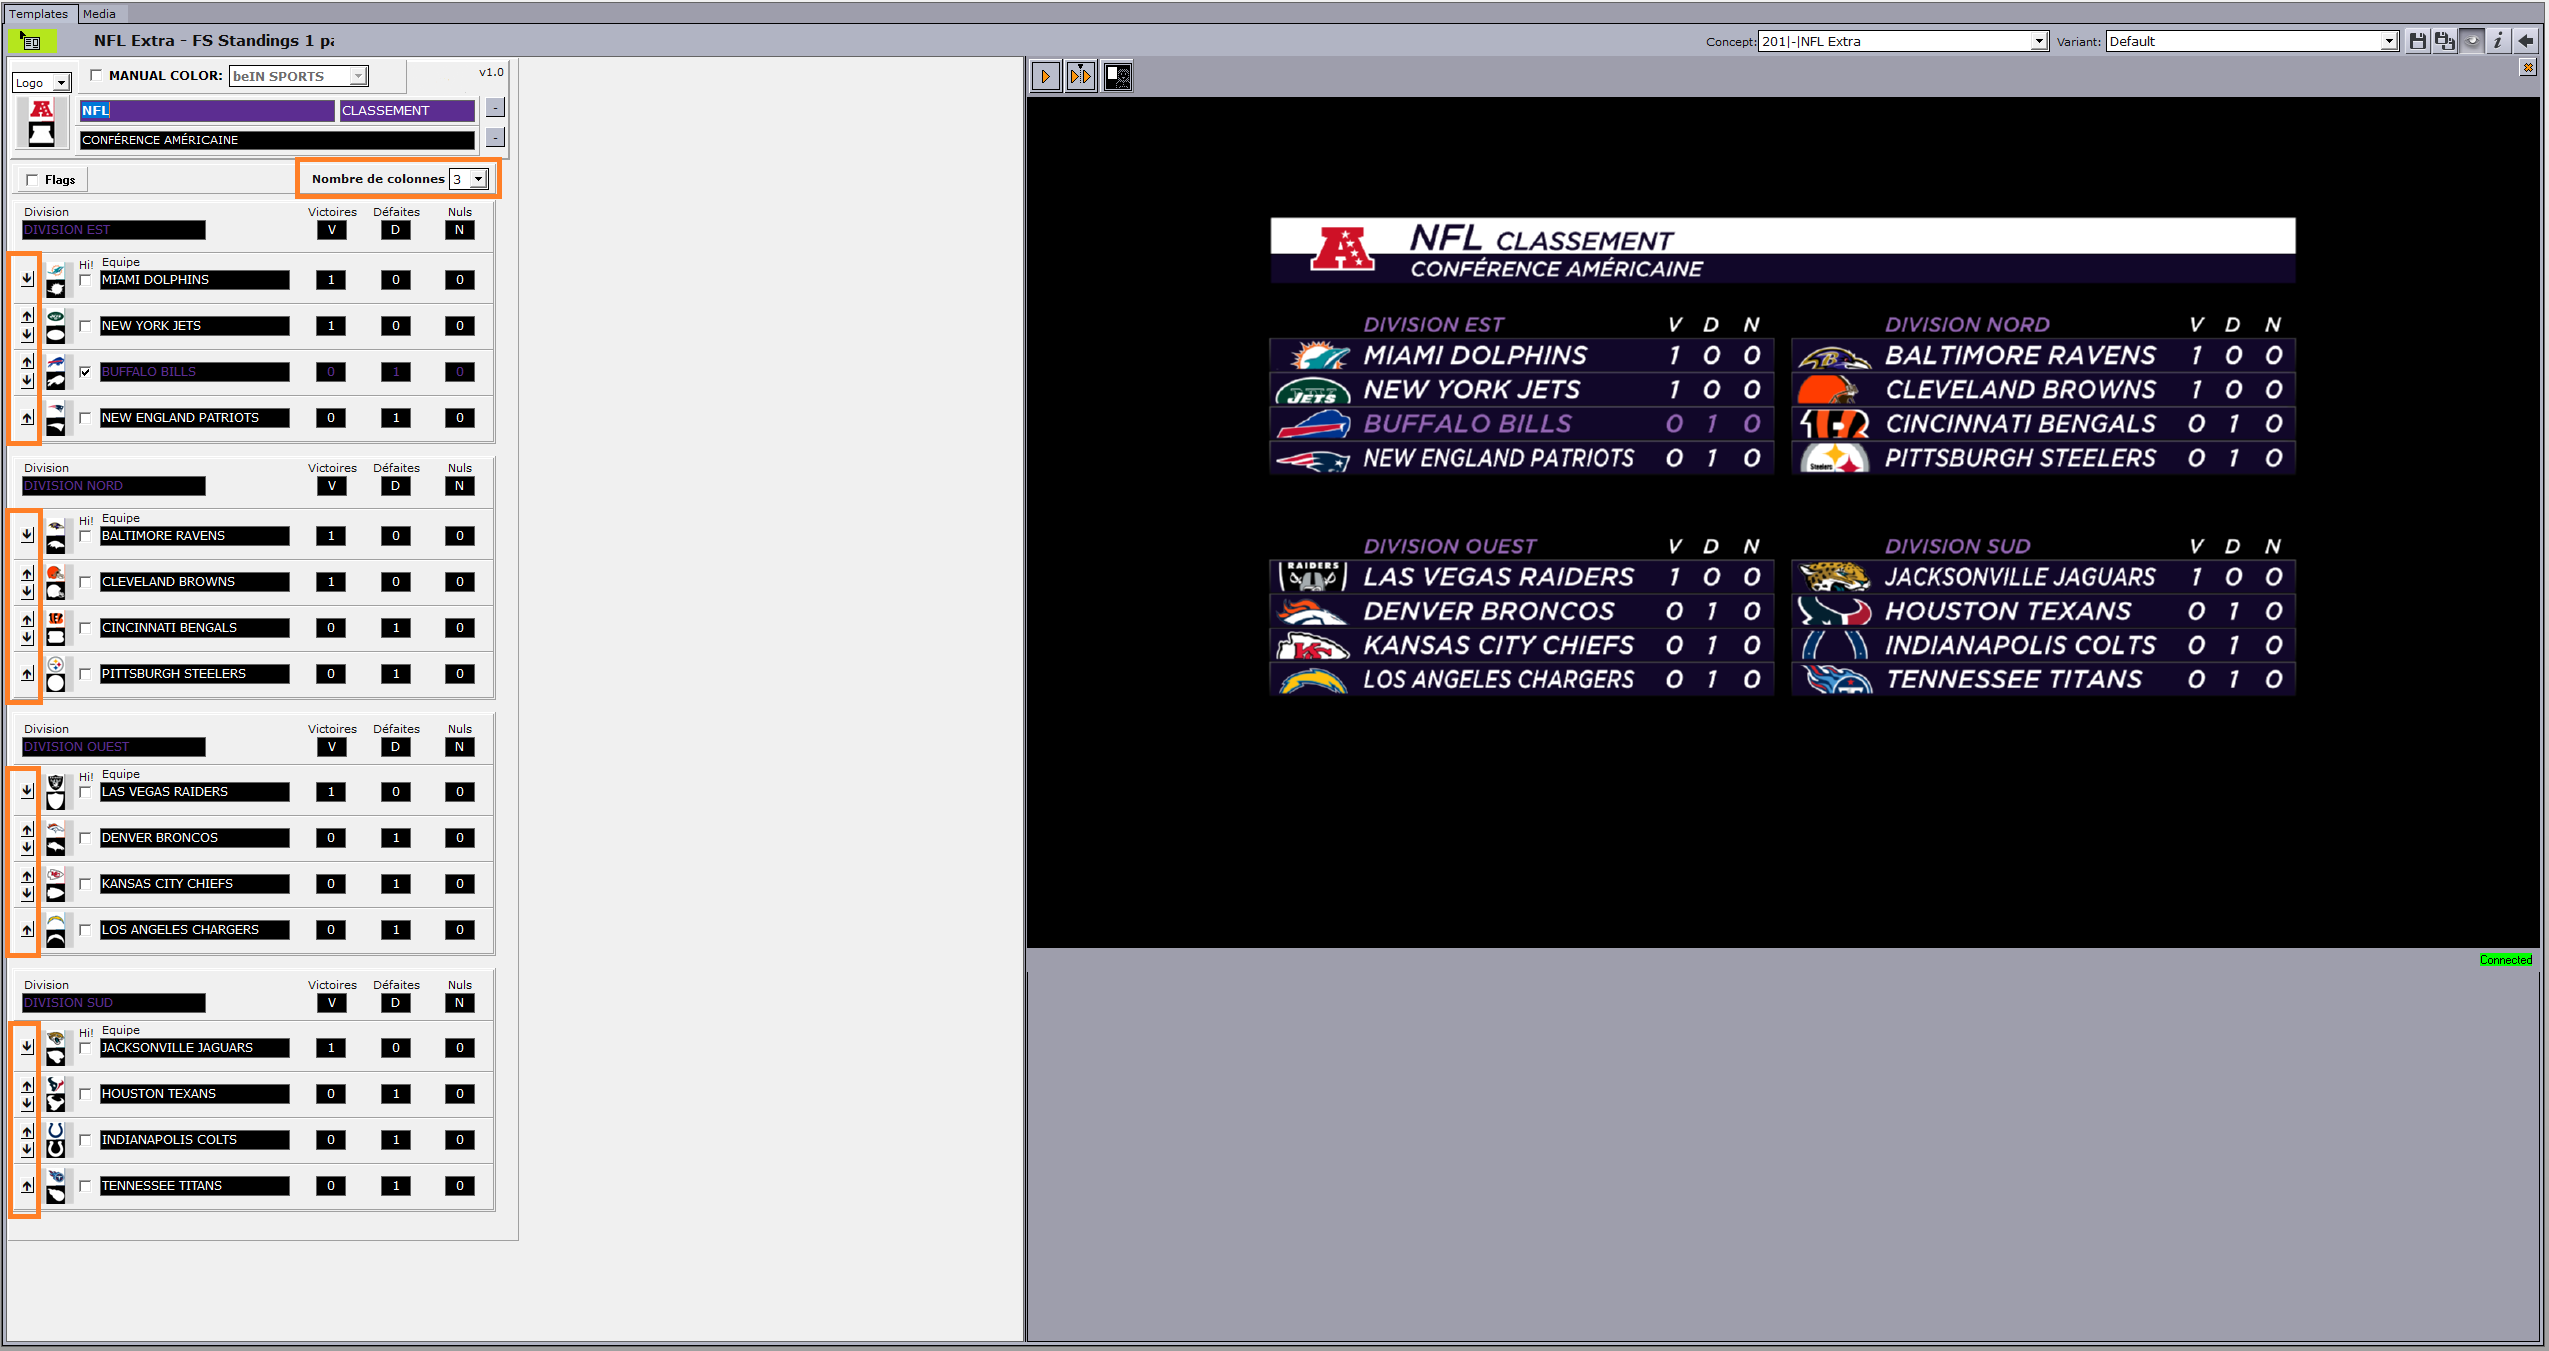 Templates Media
NFL Extra - FS Standings 1 pa
Concept: 201|-|NFL Extra Variant: Default
Logo MANUAL COLOR: beIN SPORTS v1.0
NFL CLASSEMENT -
CONFÉRENCE AMÉRICAINE -
Flags Nombre de colonnes 3
Division Victoires Défaites Nuls
DIVISION EST V D N
Hi! Equipe
MIAMI DOLPHINS 1 0 0
NEW YORK JETS 1 0 0
BUFFALO BILLS 0 1 0
NEW ENGLAND PATRIOTS 0 1 0
Division Victoires Défaites Nuls
DIVISION NORD V D N
Hi! Equipe
BALTIMORE RAVENS 1 0 0
CLEVELAND BROWNS 1 0 0
CINCINNATI BENGALS 0 1 0
PITTSBURGH STEELERS 0 1 0
Division Victoires Défaites Nuls
DIVISION OUEST V D N
Hi! Equipe
LAS VEGAS RAIDERS 1 0 0
DENVER BRONCOS 0 1 0
KANSAS CITY CHIEFS 0 1 0
LOS ANGELES CHARGERS 0 1 0
Division Victoires Défaites Nuls
DIVISION SUD V D N
Hi! Equipe
JACKSONVILLE JAGUARS 1 0 0
HOUSTON TEXANS 0 1 0
INDIANAPOLIS COLTS 0 1 0
TENNESSEE TITANS 0 1 0
NFL CLASSEMENT
CONFÉRENCE AMÉRICAINE
DIVISION EST V D N
MIAMI DOLPHINS 1 0 0
JETS NEW YORK JETS 1 0 0
BUFFALO BILLS 0 1 0
NEW ENGLAND PATRIOTS 0 1 0
DIVISION NORD V D N
BALTIMORE RAVENS 1 0 0
CLEVELAND BROWNS 1 0 0
CINCINNATI BENGALS 0 1 0
Steelers PITTSBURGH STEELERS 0 1 0
DIVISION OUEST V D N
RAIDERS LAS VEGAS RAIDERS 1 0 0
DENVER BRONCOS 0 1 0
KC KANSAS CITY CHIEFS 0 1 0
LOS ANGELES CHARGERS 0 1 0
DIVISION SUD V D N
JACKSONVILLE JAGUARS 1 0 0
HOUSTON TEXANS 0 1 0
INDIANAPOLIS COLTS 0 1 0
TENNESSEE TITANS 0 1 0
Connected